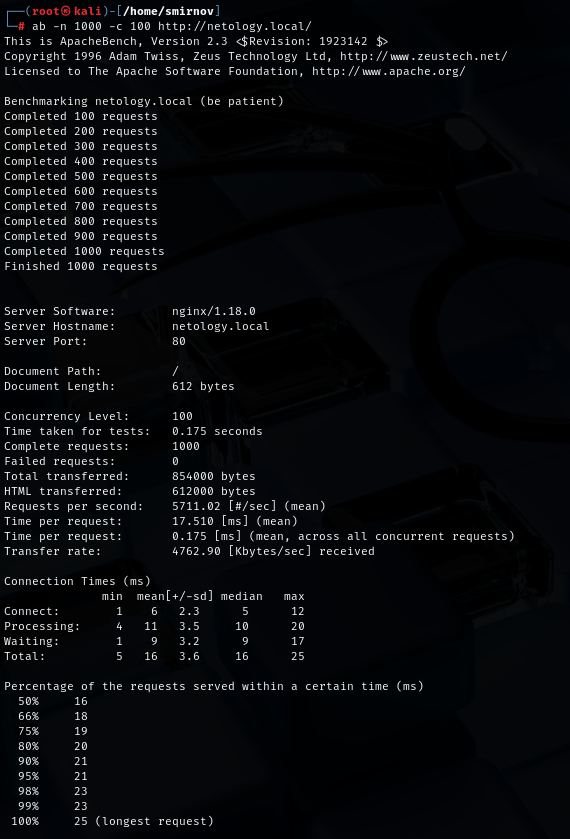 ┌──(root㉿kali)-[/home/smirnov]
└─# ab -n 1000 -c 100 http://netology.local/
This is ApacheBench, Version 2.3 <$Revision: 1923142 $>
Copyright 1996 Adam Twiss, Zeus Technology Ltd, http://www.zeustech.net/
Licensed to The Apache Software Foundation, http://www.apache.org/

Benchmarking netology.local (be patient)
Completed 100 requests
Completed 200 requests
Completed 300 requests
Completed 400 requests
Completed 500 requests
Completed 600 requests
Completed 700 requests
Completed 800 requests
Completed 900 requests
Completed 1000 requests
Finished 1000 requests


Server Software:        nginx/1.18.0
Server Hostname:        netology.local
Server Port:            80

Document Path:          /
Document Length:        612 bytes

Concurrency Level:      100
Time taken for tests:   0.175 seconds
Complete requests:      1000
Failed requests:        0
Total transferred:      854000 bytes
HTML transferred:       612000 bytes
Requests per second:    5711.02 [#/sec] (mean)
Time per request:       17.510 [ms] (mean)
Time per request:       0.175 [ms] (mean, across all concurrent requests)
Transfer rate:          4762.90 [Kbytes/sec] received

Connection Times (ms)
              min  mean[+/-sd] median   max
Connect:        1    6   2.3      5      12
Processing:     4   11   3.5     10      20
Waiting:        1    9   3.2      9      17
Total:          5   16   3.6     16      25

Percentage of the requests served within a certain time (ms)
  50%     16
  66%     18
  75%     19
  80%     20
  90%     21
  95%     21
  98%     23
  99%     23
 100%     25 (longest request)